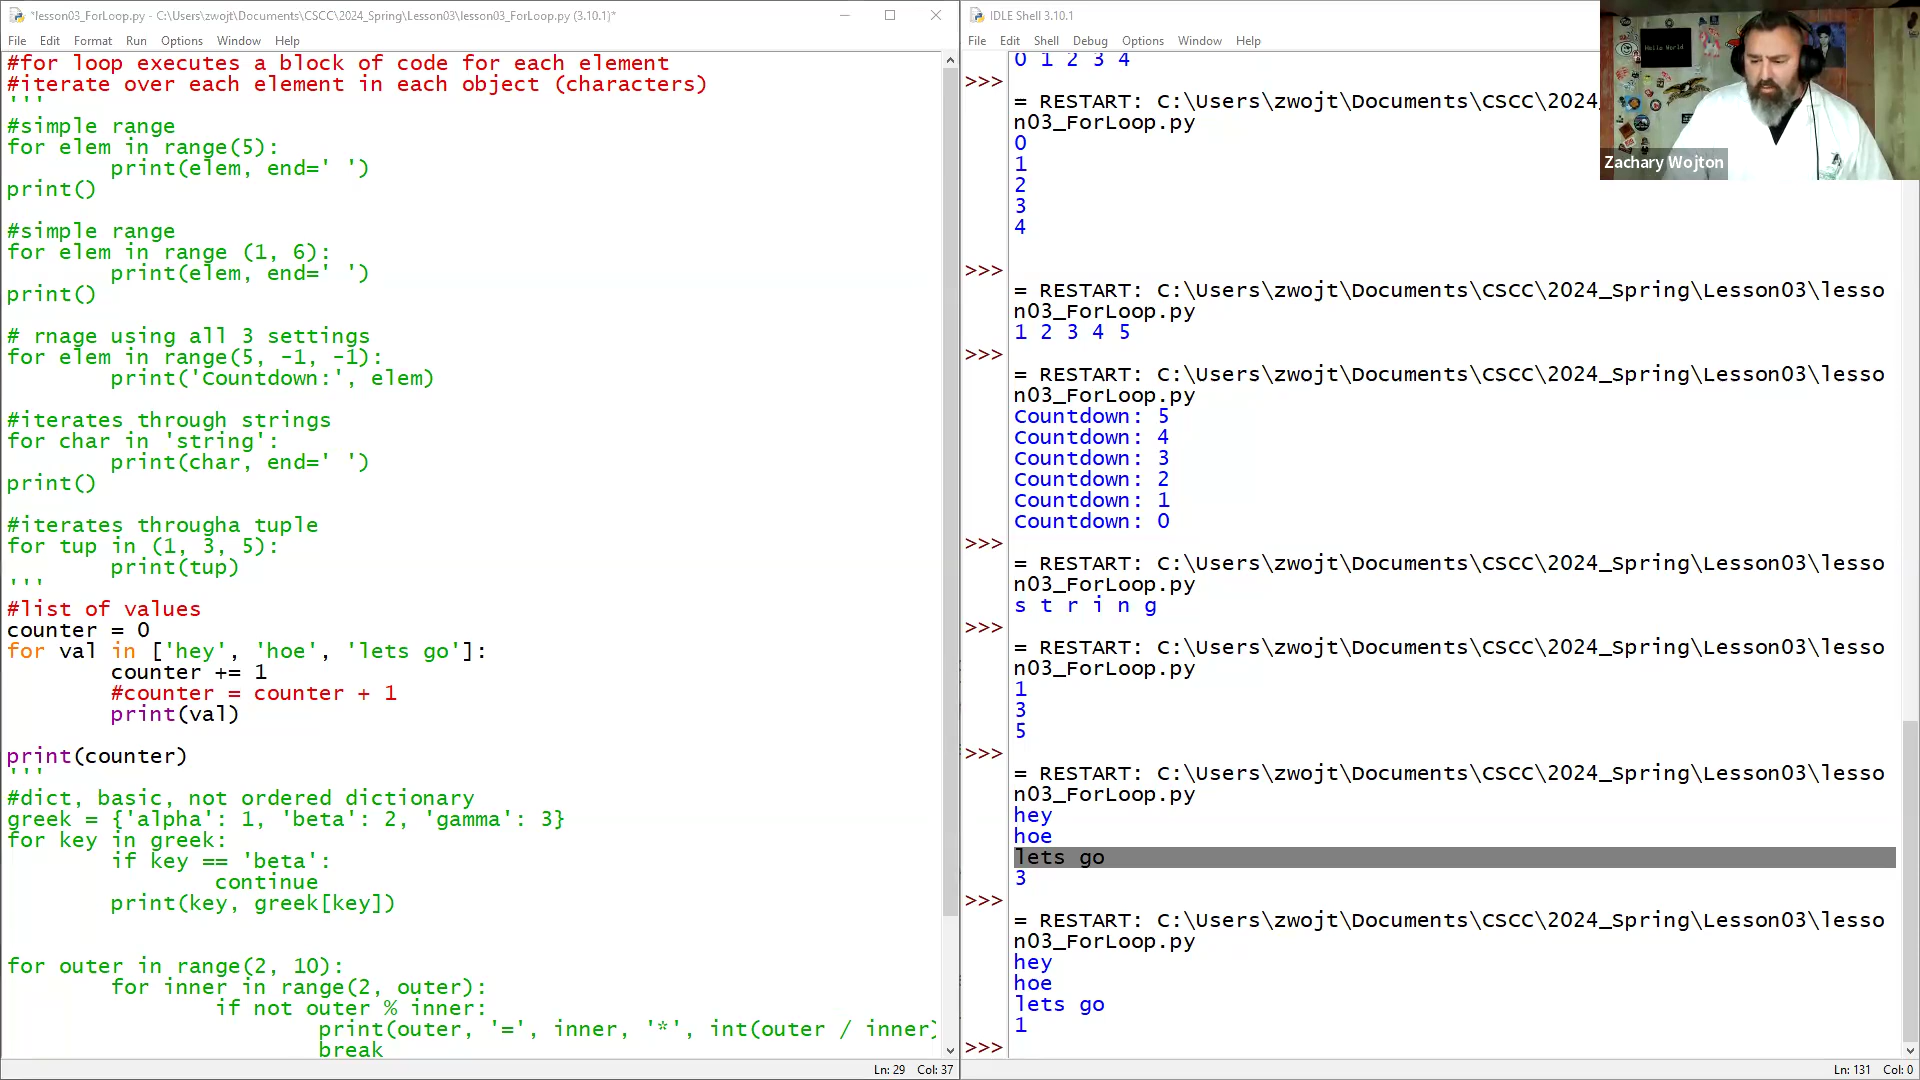 *lesson03_ForLoop.py - C:\Users\zwojt\Documents\CSCC\2024_Spring\Lesson03\lesson03_ForLoop.py (3.10.1)*
File Edit Format Run Options Window Help
#for loop executes a block of code for each element
#iterate over each element in each object (characters)
'''
#simple range
for elem in range(5):
        print(elem, end=' ')
print()
#simple range
for elem in range (1, 6):
        print(elem, end=' ')
print()
# rnage using all 3 settings
for elem in range(5, -1, -1):
        print('Countdown:', elem)
#iterates through strings
for char in 'string':
        print(char, end=' ')
print()
#iterates througha tuple
for tup in (1, 3, 5):
        print(tup)
'''
#list of values
counter = 0
for val in ['hey', 'hoe', 'lets go']:
        counter += 1
        #counter = counter + 1
        print(val)
print(counter)
'''
#dict, basic, not ordered dictionary
greek = {'alpha': 1, 'beta': 2, 'gamma': 3}
for key in greek:
        if key == 'beta':
                continue
        print(key, greek[key])
for outer in range(2, 10):
        for inner in range(2, outer):
                if not outer % inner:
                        print(outer, '=', inner, '*', int(outer / inner)
                        break
Ln: 29 Col: 37
IDLE Shell 3.10.1
File Edit Shell Debug Options Window Help
0 1 2 3 4
>>>
= RESTART: C:\Users\zwojt\Documents\CSCC\2024_
n03_ForLoop.py
0
1
2
3
4
>>>
= RESTART: C:\Users\zwojt\Documents\CSCC\2024_Spring\Lesson03\lesso
n03_ForLoop.py
1 2 3 4 5
>>>
= RESTART: C:\Users\zwojt\Documents\CSCC\2024_Spring\Lesson03\lesso
n03_ForLoop.py
Countdown: 5
Countdown: 4
Countdown: 3
Countdown: 2
Countdown: 1
Countdown: 0
>>>
= RESTART: C:\Users\zwojt\Documents\CSCC\2024_Spring\Lesson03\lesso
n03_ForLoop.py
s t r i n g
>>>
= RESTART: C:\Users\zwojt\Documents\CSCC\2024_Spring\Lesson03\lesso
n03_ForLoop.py
1
3
5
>>>
= RESTART: C:\Users\zwojt\Documents\CSCC\2024_Spring\Lesson03\lesso
n03_ForLoop.py
hey
hoe
lets go
3
>>>
= RESTART: C:\Users\zwojt\Documents\CSCC\2024_Spring\Lesson03\lesso
n03_ForLoop.py
hey
hoe
lets go
1
>>>
Ln: 131 Col: 0
Hello World
Zachary Wojton